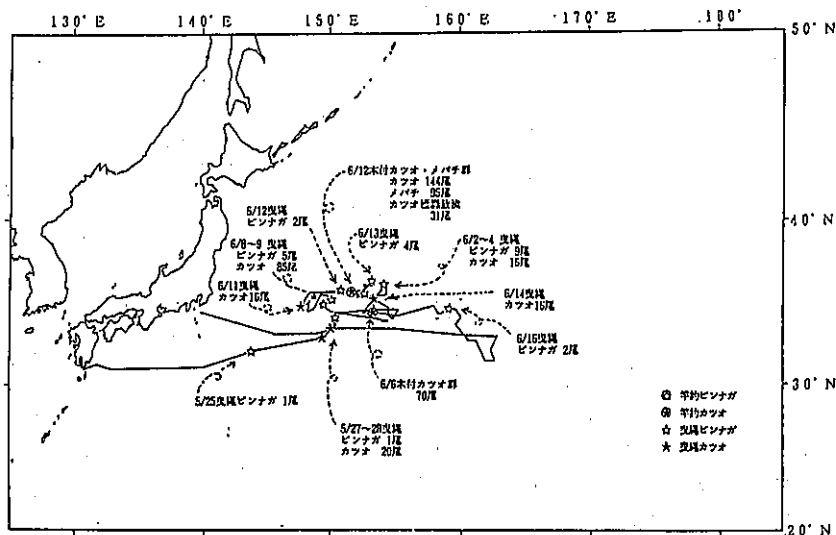 130°E 140°E 150°E 160°E .170° .180°
50°N
40°N
30°N
20°N
6/12木付カツオ・メバチ群
カツオ 144尾
メバチ 95尾
カツオ標識放流
31尾
6/12曳縄
ビンナガ 2尾
6/13曳縄
ビンナガ 4尾
6/2~4 曳縄
ビンナガ 9尾
カツオ 16尾
6/8~9 曳縄
ビンナガ 5尾
カツオ 85尾
6/11曳縄
カツオ16尾
6/14曳縄
カツオ15尾
6/16曳縄
ビンナガ 2尾
5/25曳縄ビンナガ 1尾
6/6木付カツオ群
70尾
5/27~28曳縄
ビンナガ 1尾
カツオ 20尾
竿釣ビンナガ
竿釣カツオ
☆ 曳縄ビンナガ
★ 曳縄カツオ